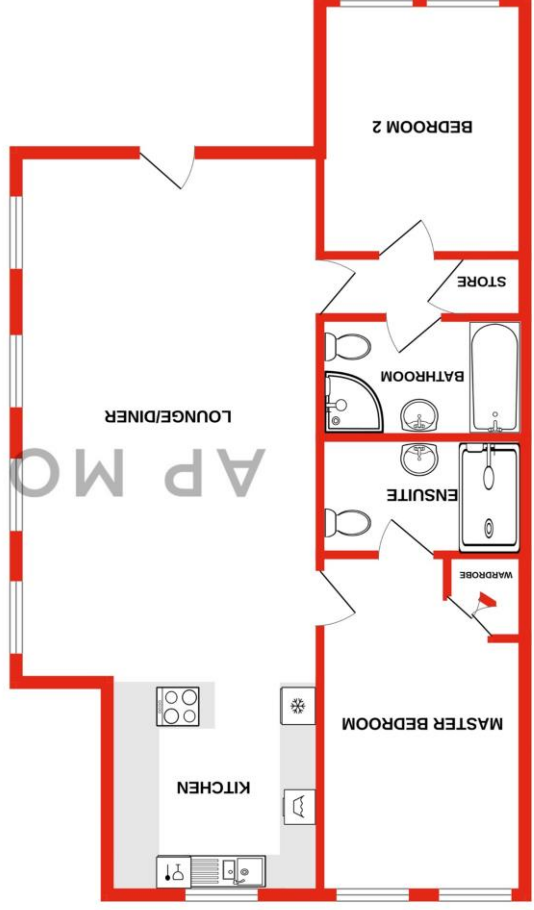 KITCHEN
MASTER BEDROOM
WARDROBE
ENSUITE
AP MO
LOUNGE/DINER
BATHROOM
STORE
BEDROOM 2